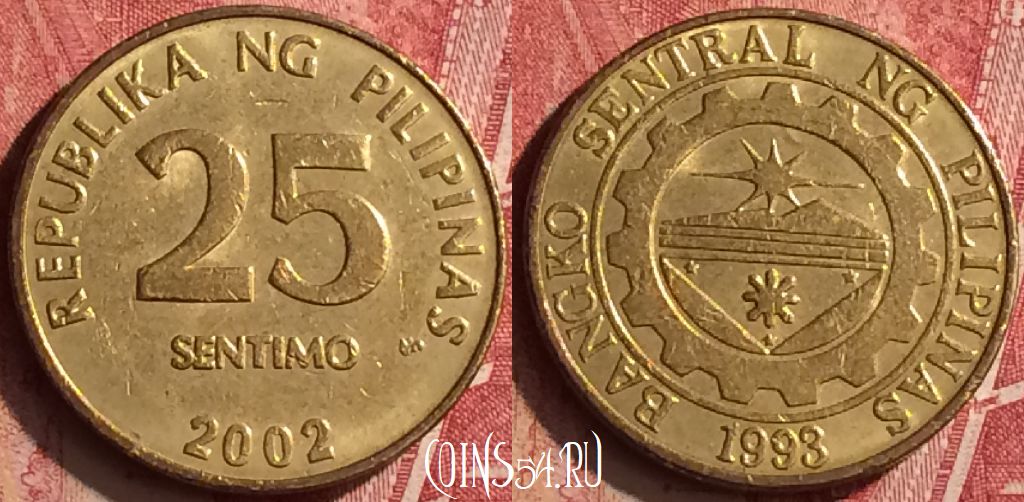 REPUBLIKA NG PILIPINAS
25
SENTIMO
2002
BANGKO SENTRAL NG PILIPINAS
1993
COINS54.RU